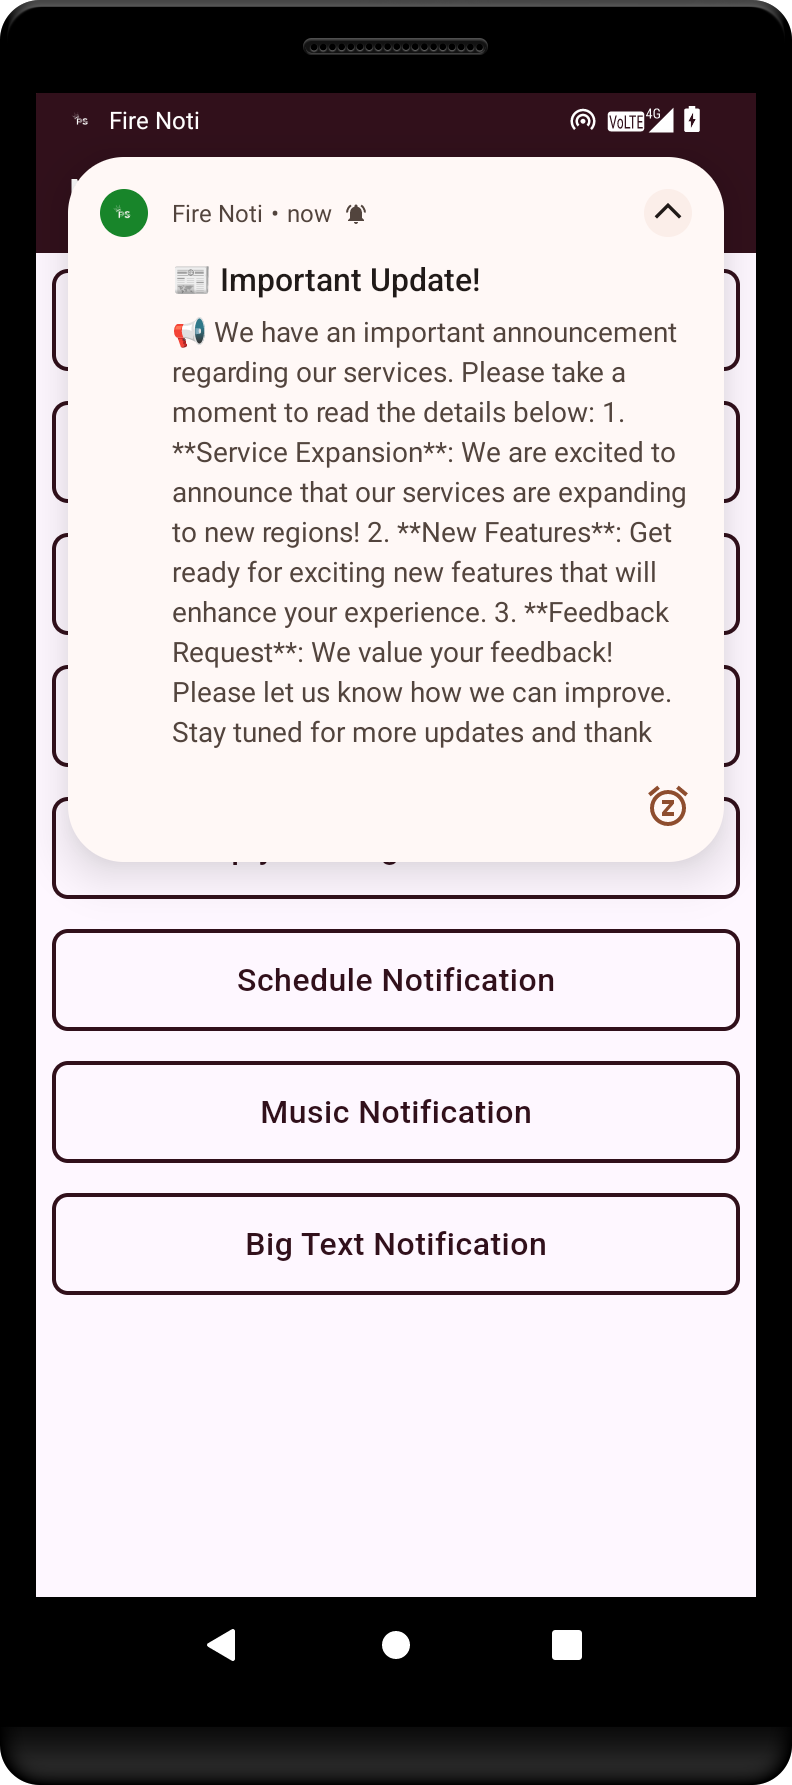 Fire Noti
VoLTE 4G
PS
Fire Noti • now
📰 Important Update!
📢 We have an important announcement
regarding our services. Please take a
moment to read the details below: 1.
**Service Expansion**: We are excited to
announce that our services are expanding
to new regions! 2. **New Features**: Get
ready for exciting new features that will
enhance your experience. 3. **Feedback
Request**: We value your feedback!
Please let us know how we can improve.
Stay tuned for more updates and thank
Z
Schedule Notification
Music Notification
Big Text Notification